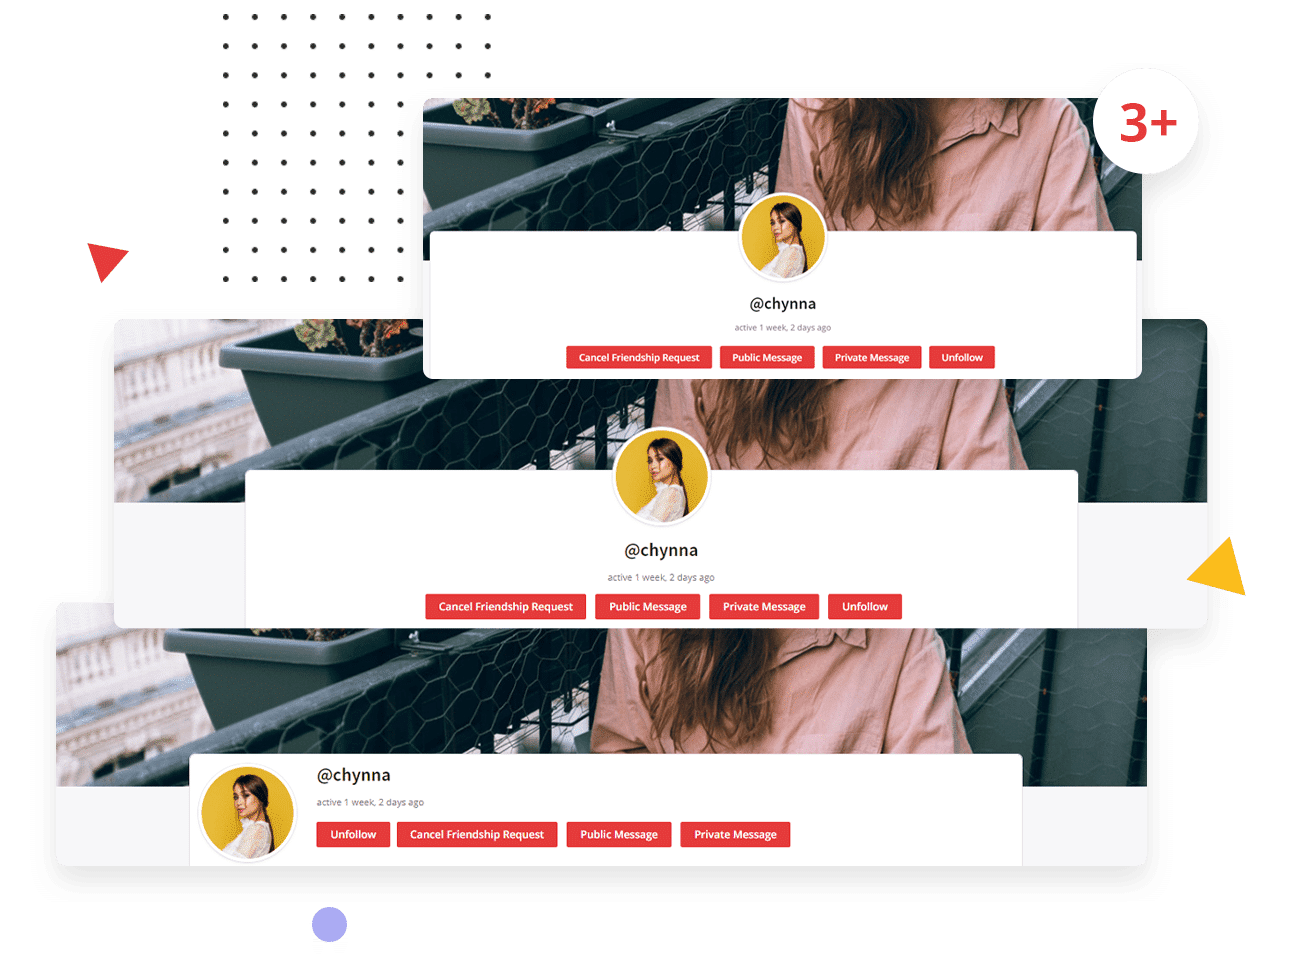 3+
@chynna
active 1 week, 2 days ago
Cancel Friendship Request Public Message Private Message Unfollow
@chynna
active 1 week, 2 days ago
Cancel Friendship Request Public Message Private Message Unfollow
@chynna
active 1 week, 2 days ago
Unfollow Cancel Friendship Request Public Message Private Message